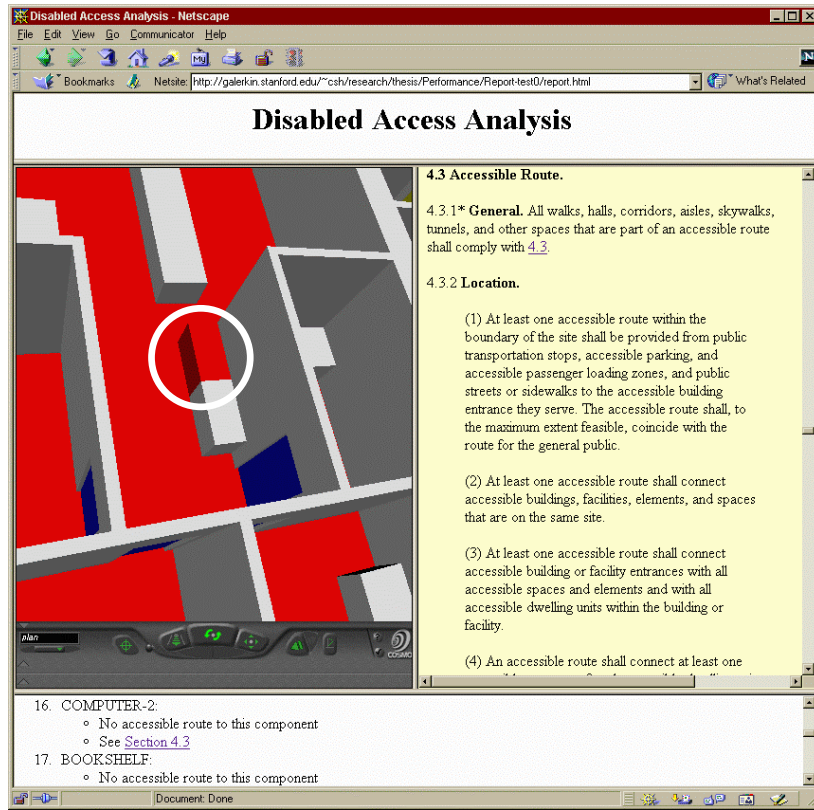 Disabled Access Analysis - Netscape
File Edit View Go Communicator Help
My
N
Bookmarks Netsite: http://galerkin.stanford.edu/~csh/research/thesis/Performance/Report-test0/report.html What's Related
Disabled Access Analysis
4.3 Accessible Route.
4.3.1* General. All walks, halls, corridors, aisles, skywalks,
tunnels, and other spaces that are part of an accessible route
shall comply with 4.3.
4.3.2 Location.
(1) At least one accessible route within the
boundary of the site shall be provided from public
transportation stops, accessible parking, and
accessible passenger loading zones, and public
streets or sidewalks to the accessible building
entrance they serve. The accessible route shall, to
the maximum extent feasible, coincide with the
route for the general public.
(2) At least one accessible route shall connect
accessible buildings, facilities, elements, and spaces
that are on the same site.
(3) At least one accessible route shall connect
accessible building or facility entrances with all
accessible spaces and elements and with all
accessible dwelling units within the building or
facility.
(4) An accessible route shall connect at least one
plan
COSMO
16. COMPUTER-2:
◦ No accessible route to this component
◦ See Section 4.3
17. BOOKSHELF:
◦ No accessible route to this component
Document: Done